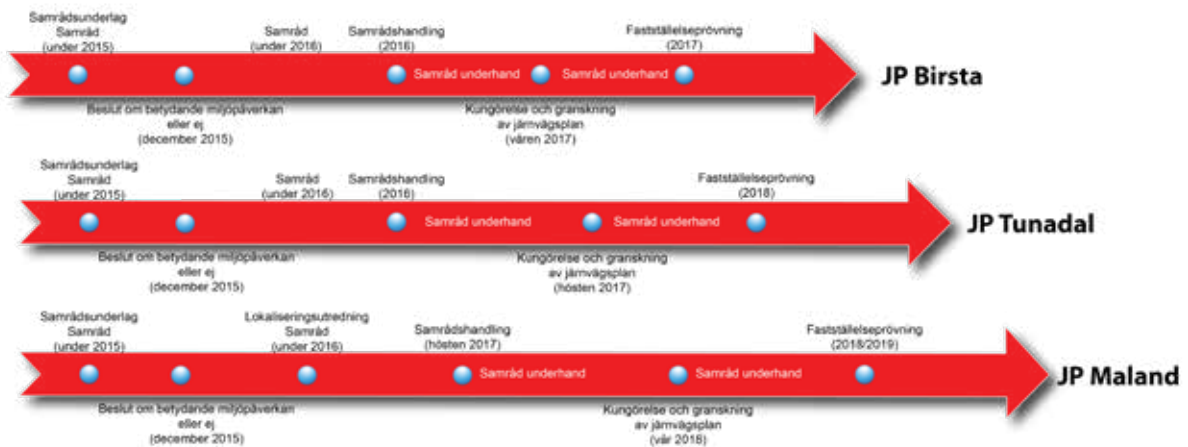 Samrådsunderlag
Samråd
(under 2015)
Samråd
(under 2016)
Samrådshandling
(2016)
Fastställelseprövning
(2017)
Samråd underhand
Samråd underhand
JP Birsta
Beslut om betydande miljöpåverkan
eller ej
(december 2015)
Kungörelse och granskning
av järnvägsplan
(våren 2017)
Samrådsunderlag
Samråd
(under 2015)
Samråd
(under 2016)
Samrådshandling
(2016)
Fastställelseprövning
(2018)
Samråd underhand
Samråd underhand
JP Tunadal
Beslut om betydande miljöpåverkan
eller ej
(december 2015)
Kungörelse och granskning
av järnvägsplan
(hösten 2017)
Samrådsunderlag
Samråd
(under 2015)
Lokaliseringsutredning
Samråd
(under 2016)
Samrådshandling
(hösten 2017)
Fastställelseprövning
(2018/2019)
Samråd underhand
Samråd underhand
JP Maland
Beslut om betydande miljöpåverkan
eller ej
(december 2015)
Kungörelse och granskning
av järnvägsplan
(vår 2018)